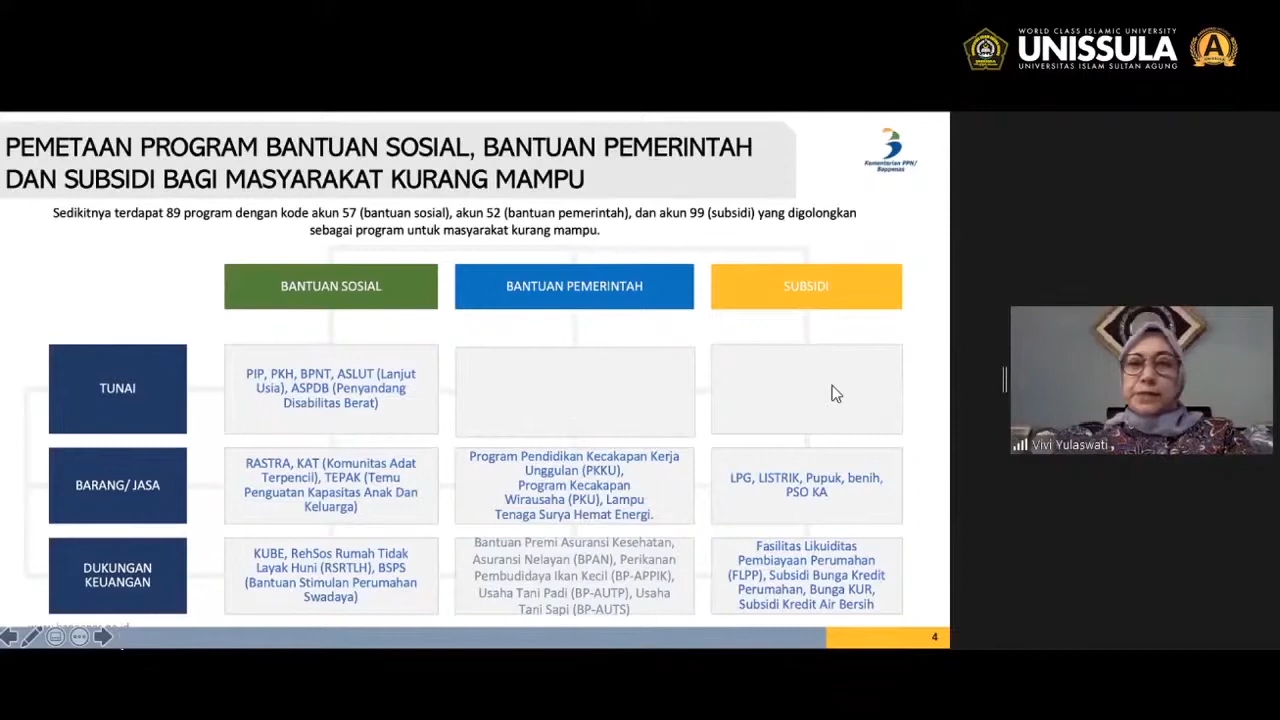 WORLD CLASS ISLAMIC UNIVERSITY
UNISSULA
UNIVERSITAS ISLAM SULTAN AGUNG
A
PEMETAAN PROGRAM BANTUAN SOSIAL, BANTUAN PEMERINTAH
DAN SUBSIDI BAGI MASYARAKAT KURANG MAMPU
Kementerian PPN/
Bappenas
Sedikitnya terdapat 89 program dengan kode akun 57 (bantuan sosial), akun 52 (bantuan pemerintah), dan akun 99 (subsidi) yang digolongkan
sebagai program untuk masyarakat kurang mampu.
BANTUAN SOSIAL
BANTUAN PEMERINTAH
SUBSIDI
TUNAI
PIP, PKH, BPNT, ASLUT (Lanjut
Usia), ASPDB (Penyandang
Disabilitas Berat)
BARANG/ JASA
RASTRA, KAT (Komunitas Adat
Terpencil), TEPAK (Temu
Penguatan Kapasitas Anak Dan
Keluarga)
Program Pendidikan Kecakapan Kerja
Unggulan (PKKU),
Program Kecakapan
Wirausaha (PKU), Lampu
Tenaga Surya Hemat Energi.
LPG, LISTRIK, Pupuk, benih,
PSO KA
DUKUNGAN
KEUANGAN
KUBE, RehSos Rumah Tidak
Layak Huni (RSRTLH), BSPS
(Bantuan Stimulan Perumahan
Swadaya)
Bantuan Premi Asuransi Kesehatan,
Asuransi Nelayan (BPAN), Perikanan
Pembudidaya Ikan Kecil (BP-APPIK),
Usaha Tani Padi (BP-AUTP), Usaha
Tani Sapi (BP-AUTS)
Fasilitas Likuiditas
Pembiayaan Perumahan
(FLPP), Subsidi Bunga Kredit
Perumahan, Bunga KUR,
Subsidi Kredit Air Bersih
4
Vivi Yulaswati